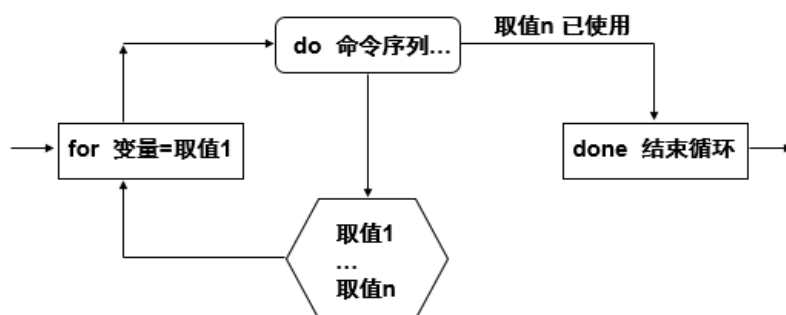 do 命令序列...
取值n 已使用
for 变量=取值1
done 结束循环
取值1
...
取值n